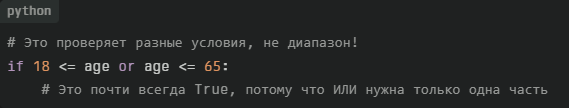 python
# Это проверяет разные условия, не диапазон!
if 18 <= age or age <= 65:
# Это почти всегда True, потому что ИЛИ нужна только одна часть